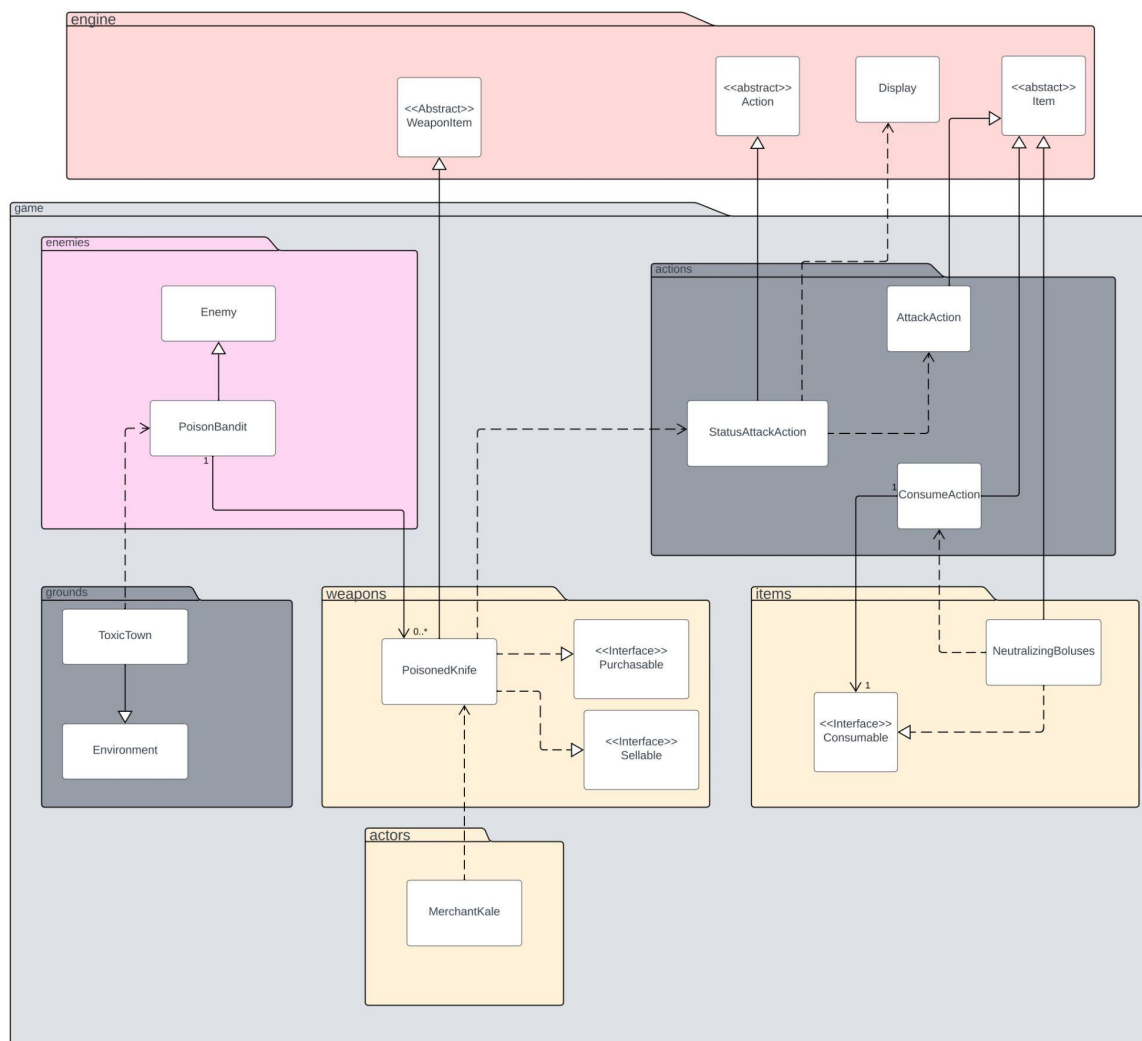 engine
<<Abstract>>
WeaponItem
<<abstract>>
Action
Display
<<abstact>>
Item
game
enemies
Enemy
PoisonBandit
1
actions
AttackAction
StatusAttackAction
ConsumeAction
1
grounds
ToxicTown
Environment
weapons
0..*
PoisonedKnife
<<Interface>>
Purchasable
<<Interface>>
Sellable
items
NeutralizingBoluses
1
<<Interface>>
Consumable
actors
MerchantKale